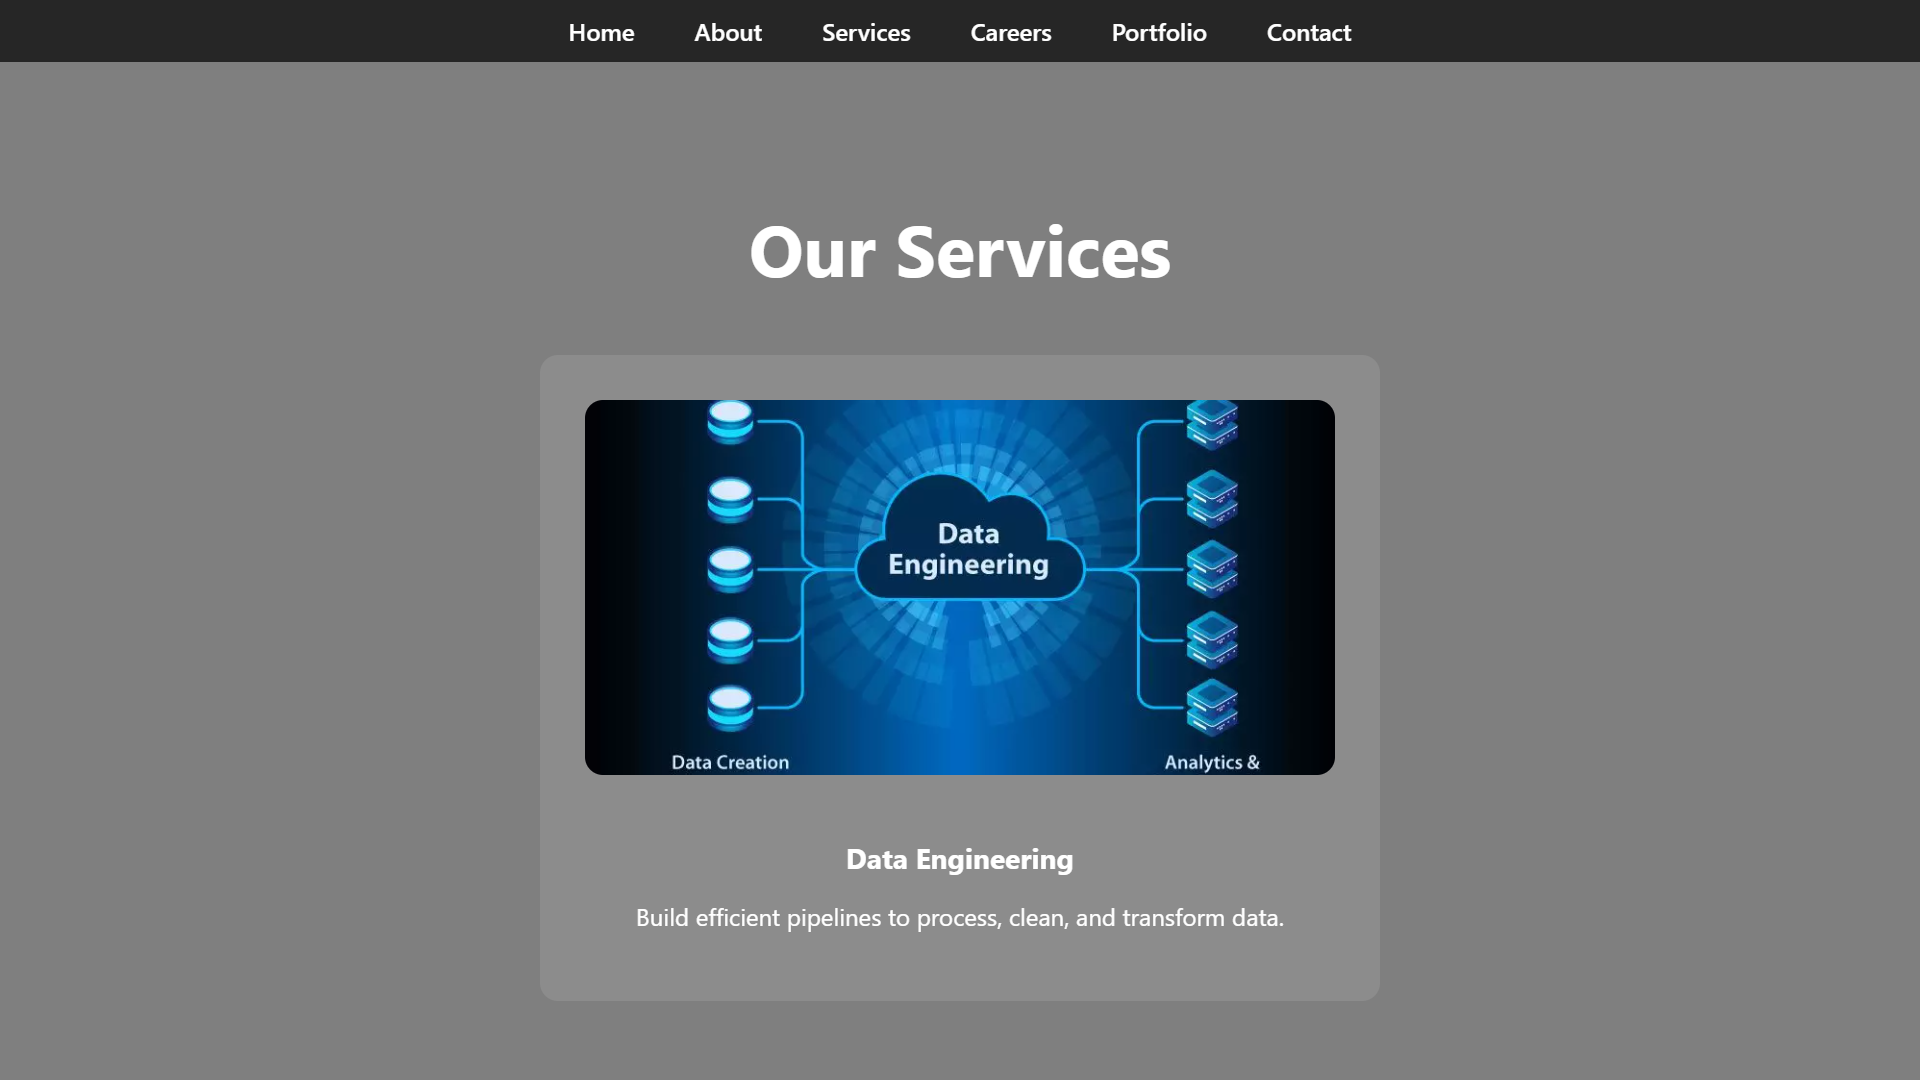 Home About Services Careers Portfolio Contact
Our Services
Data
Engineering
Data Creation
Analytics &
Data Engineering
Build efficient pipelines to process, clean, and transform data.